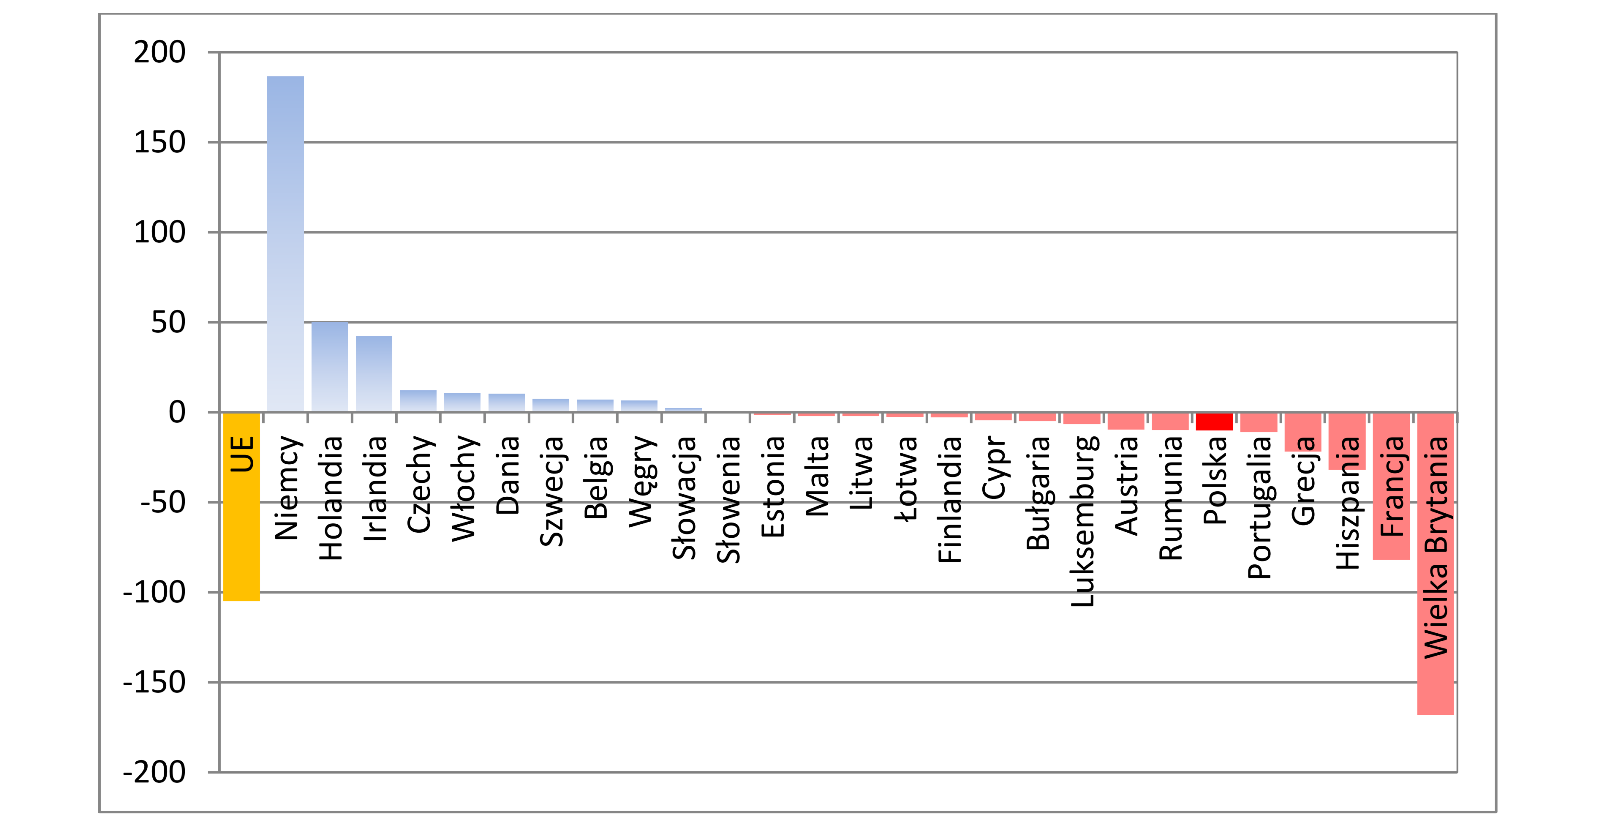 200
150
100
50
0
-50
-100
-150
-200
UE
Niemcy
Holandia
Irlandia
Czechy
Włochy
Dania
Szwecja
Belgia
Węgry
Słowacja
Słowenia
Estonia
Malta
Litwa
Łotwa
Finlandia
Cypr
Bułgaria
Luksemburg
Austria
Rumunia
Polska
Portugalia
Grecja
Hiszpania
Francja
Wielka Brytania